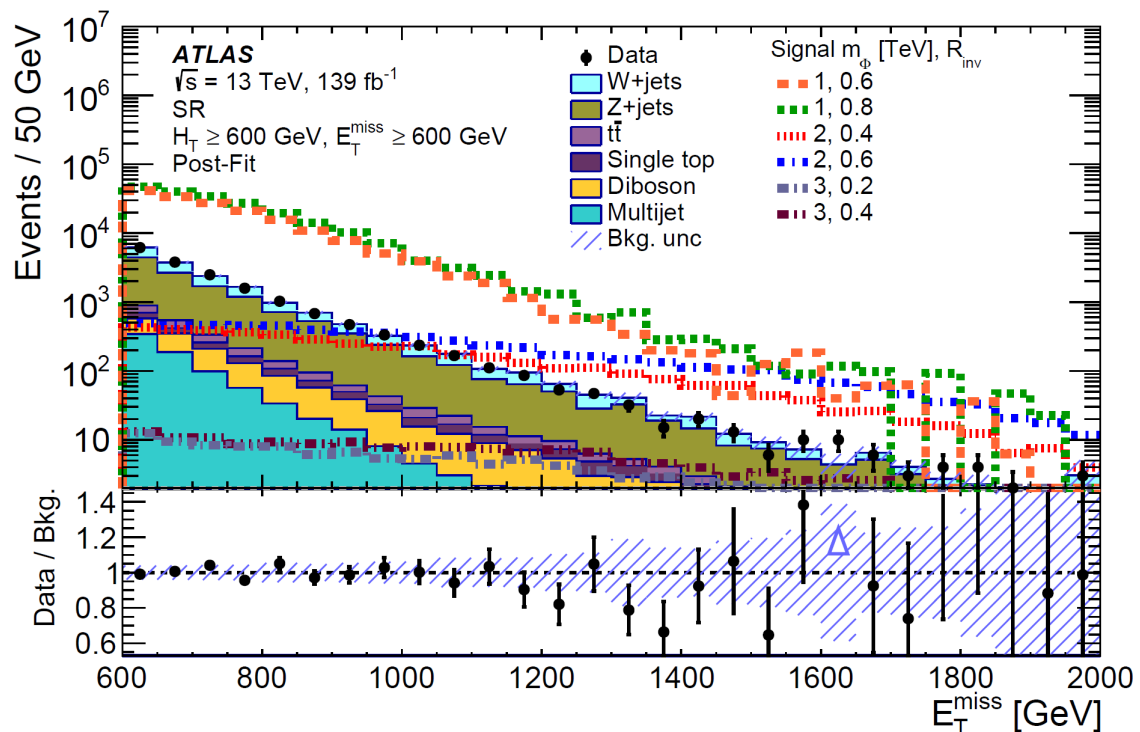 Events / 50 GeV
10⁷
10⁶
10⁵
10⁴
10³
10²
10
ATLAS
√s = 13 TeV, 139 fb⁻¹
SR
H_T ≥ 600 GeV, E_T^miss ≥ 600 GeV
Post-Fit
Data
W+jets
Z+jets
tt̄
Single top
Diboson
Multijet
Bkg. unc
Signal m_Φ [TeV], R_inv
1, 0.6
1, 0.8
2, 0.4
2, 0.6
3, 0.2
3, 0.4
Data / Bkg.
1.4
1.2
1
0.8
0.6
600 800 1000 1200 1400 1600 1800 2000
E_T^miss [GeV]